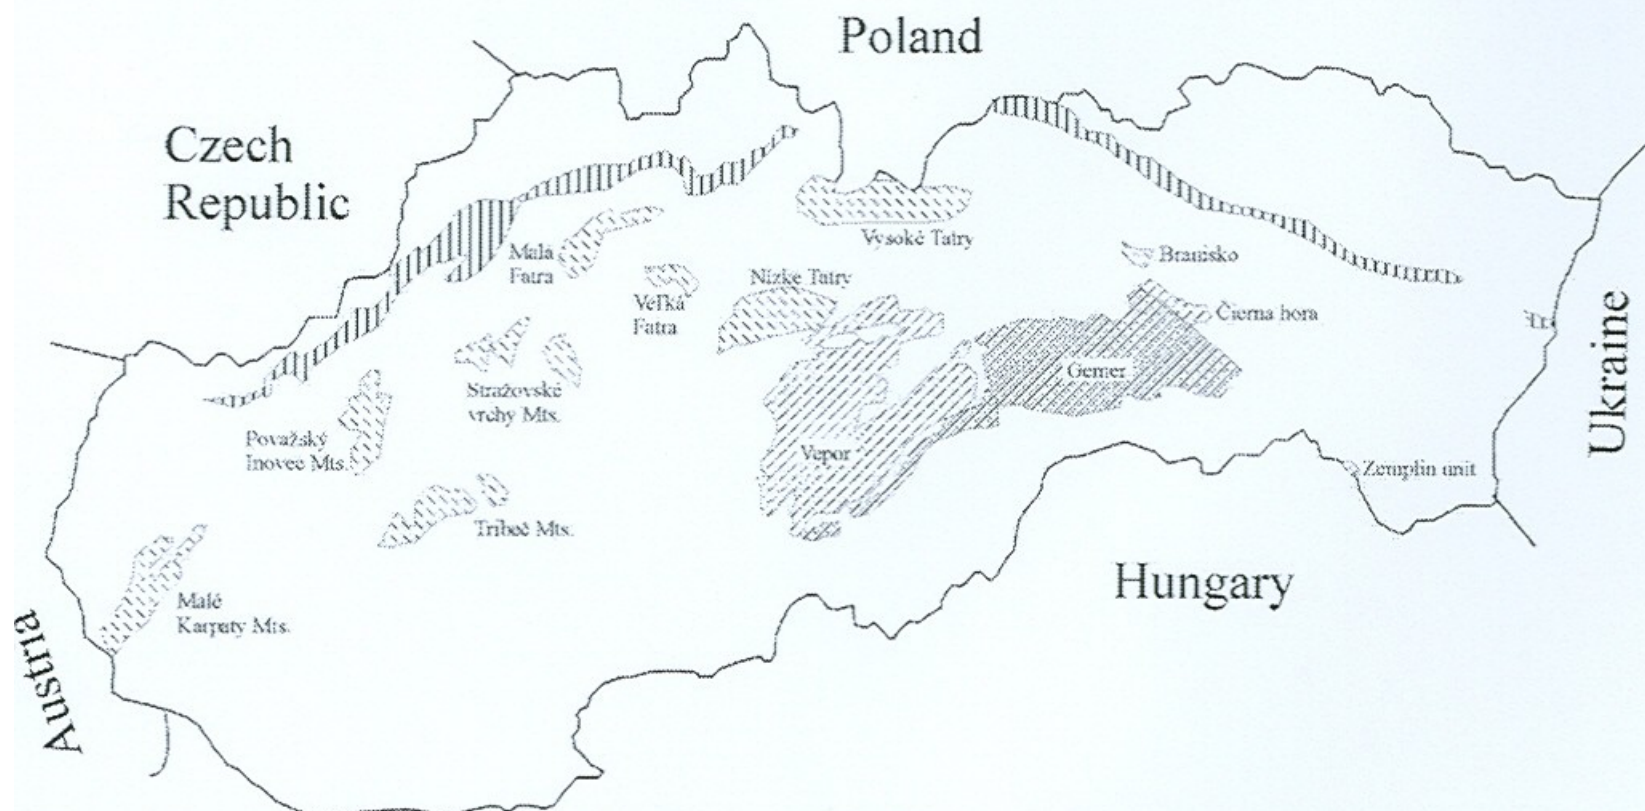 Poland
Czech
Republic
Vysoké Tatry
Malá
Fatra
Branisko
Nízke Tatry
Veľká
Fatra
Čierna hora
Gemer
Ukraine
Stražovské
vrchy Mts.
Považský
Inovec Mts.
Vepor
Zemplín unit
Tribeč Mts.
Hungary
Malé
Karpaty Mts.
Austria